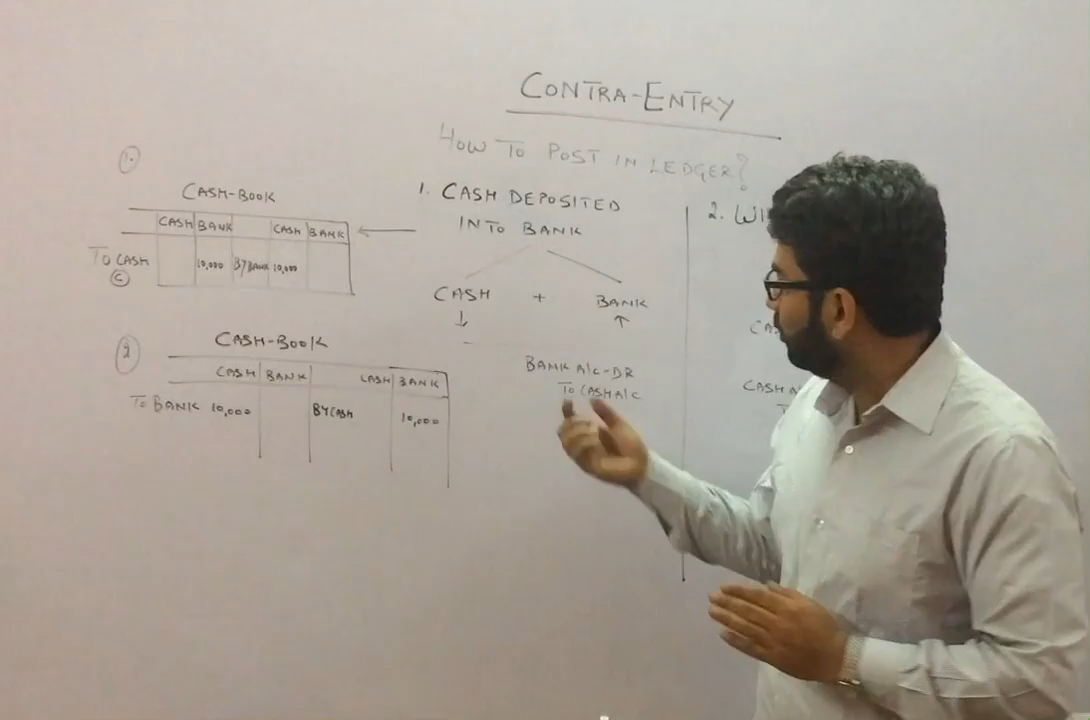 CONTRA-ENTRY
HOW TO POST IN LEDGER?
1.
CASH-BOOK
CASH BANK CASH BANK
TO CASH 10,000 BY BANK 10,000
C
2
CASH-BOOK
CASH BANK CASH BANK
TO BANK 10,000 BY CASH 10,000
1. CASH DEPOSITED
INTO BANK
CASH + BANK
BANK A/C-DR
TO CASH A/C
2. WI
CAS
CASH A